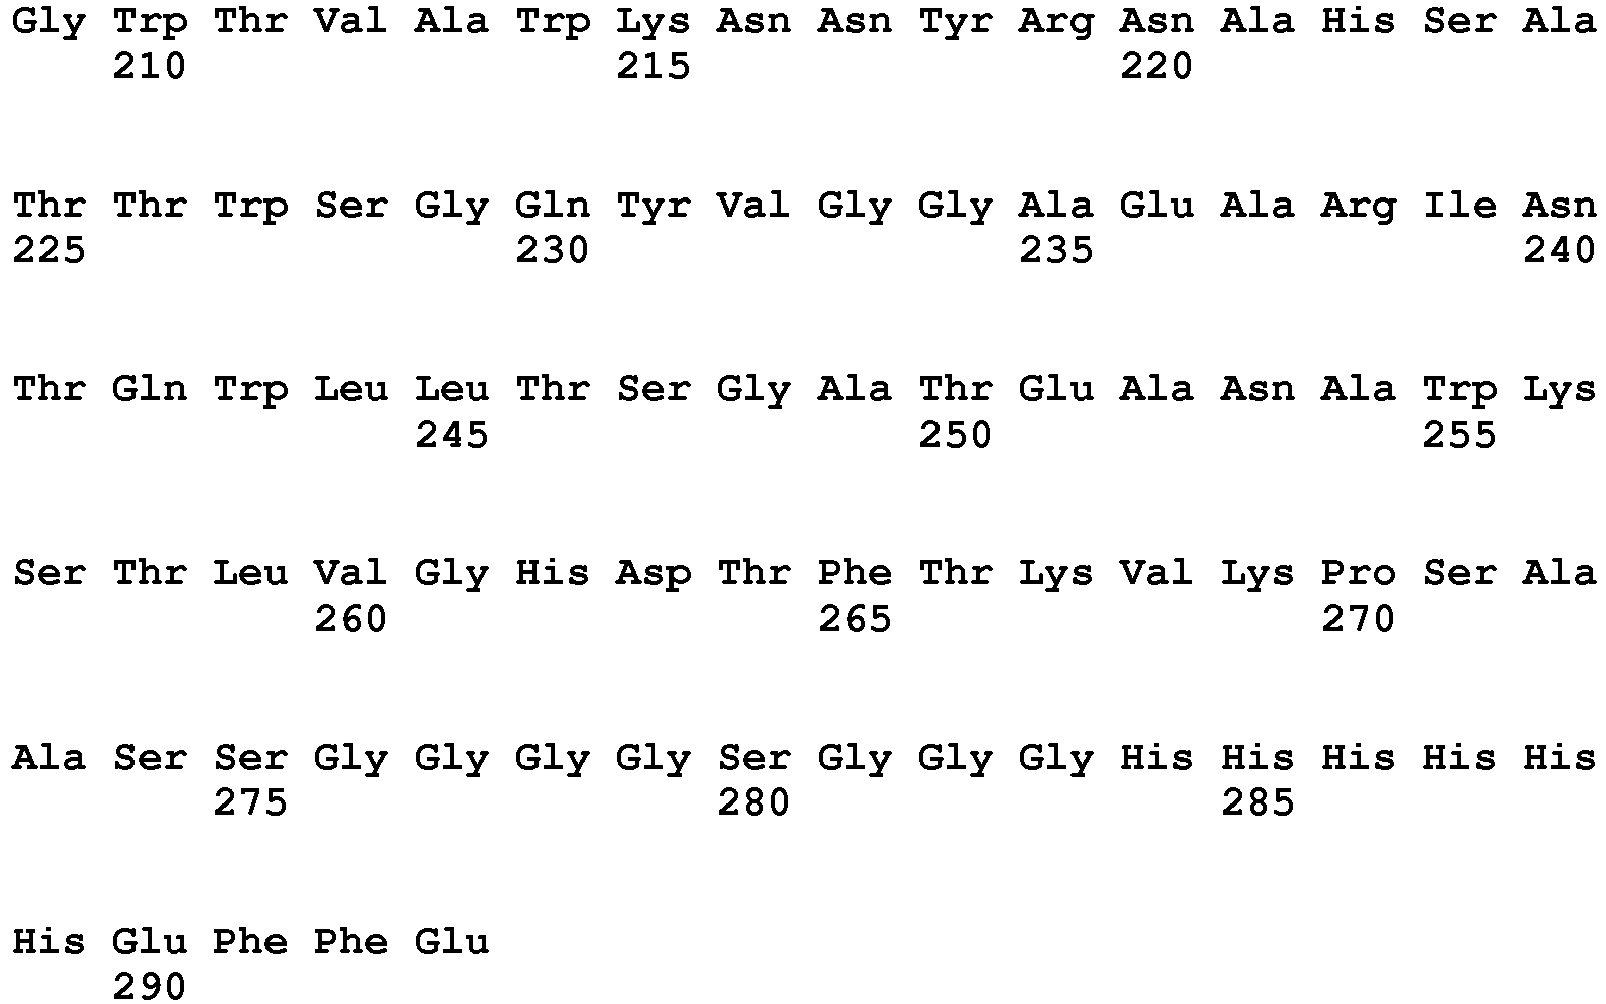 Gly Trp Thr Val Ala Trp Lys Asn Asn Tyr Arg Asn Ala His Ser Ala
210 215 220
Thr Thr Trp Ser Gly Gln Tyr Val Gly Gly Ala Glu Ala Arg Ile Asn
225 230 235 240
Thr Gln Trp Leu Leu Thr Ser Gly Ala Thr Glu Ala Asn Ala Trp Lys
245 250 255
Ser Thr Leu Val Gly His Asp Thr Phe Thr Lys Val Lys Pro Ser Ala
260 265 270
Ala Ser Ser Gly Gly Gly Gly Ser Gly Gly Gly His His His His His
275 280 285
His Glu Phe Phe Glu
290